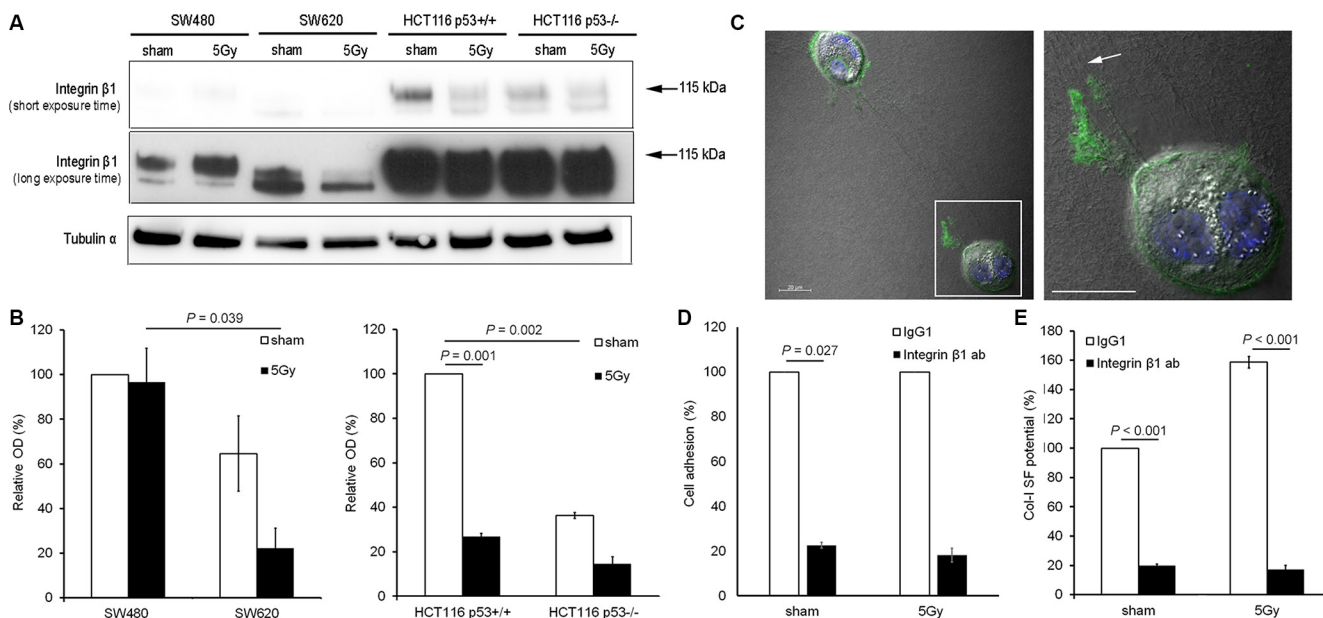 A
SW480 SW620 HCT116 p53+/+ HCT116 p53-/-
sham 5Gy sham 5Gy sham 5Gy sham 5Gy
Integrin β1
(short exposure time)
115 kDa
Integrin β1
(long exposure time)
115 kDa
Tubulin α
B
Relative OD (%)
120
100
80
60
40
20
0
P = 0.039
sham
5Gy
SW480 SW620
Relative OD (%)
120
100
80
60
40
20
0
P = 0.002
P = 0.001
sham
5Gy
HCT116 p53+/+ HCT116 p53-/-
C
20 µm
D
Cell adhesion (%)
120
100
80
60
40
20
0
IgG1
Integrin β1 ab
P = 0.027
sham 5Gy
E
Col-I SF potential (%)
180
160
140
120
100
80
60
40
20
0
IgG1
Integrin β1 ab
P < 0.001
P < 0.001
sham 5Gy